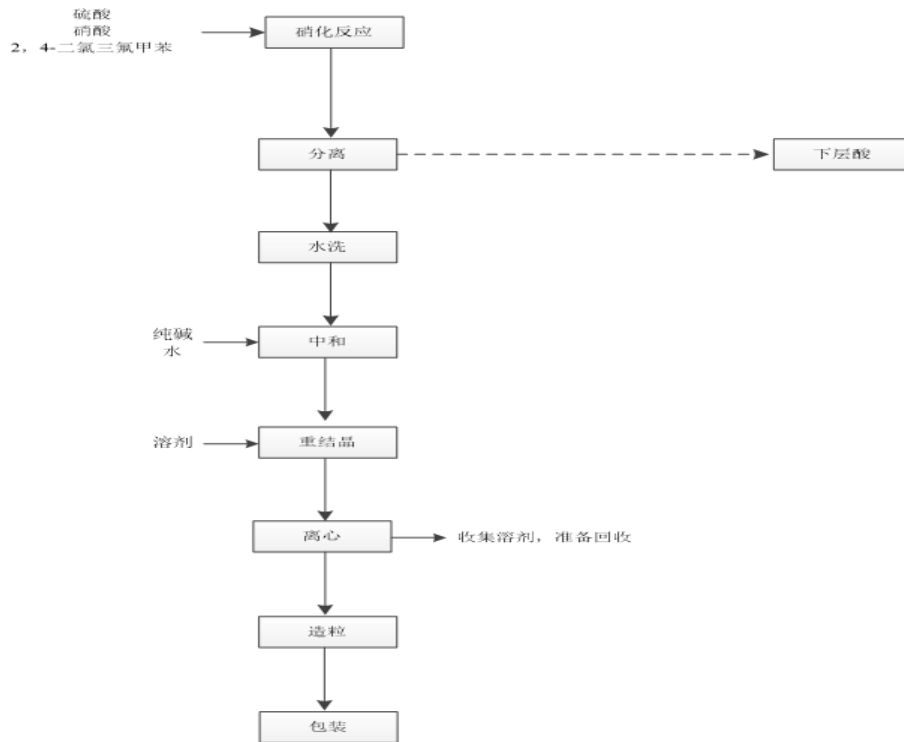 硫酸
硝酸
2，4-二氯三氟甲苯
硝化反应
分离
下层酸
水洗
纯碱
水
中和
溶剂
重结晶
离心
收集溶剂，准备回收
造粒
包装